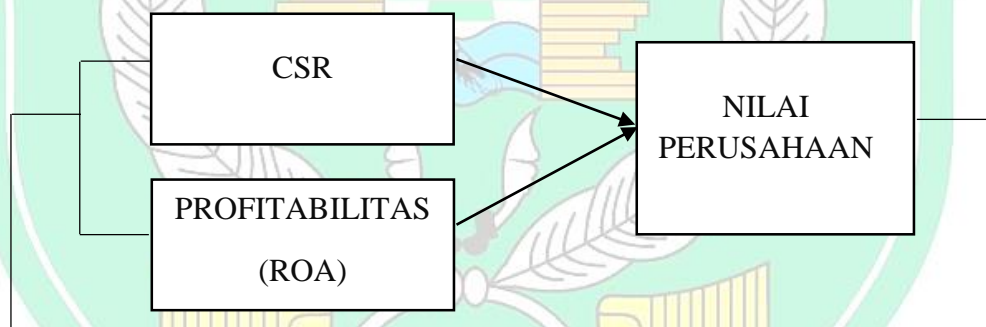 CSR
NILAI
PERUSAHAAN
PROFITABILITAS
(ROA)